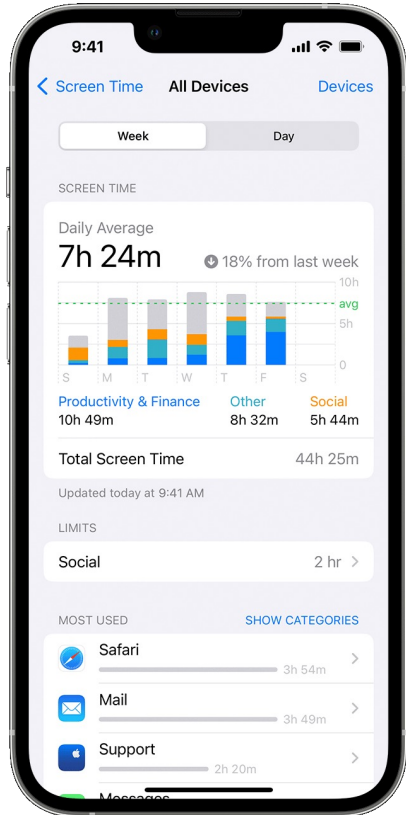 9:41
Screen Time All Devices Devices
Week Day
SCREEN TIME
Daily Average
7h 24m 18% from last week
10h
avg
5h
0
S M T W T F S
Productivity & Finance Other Social
10h 49m 8h 32m 5h 44m
Total Screen Time 44h 25m
Updated today at 9:41 AM
LIMITS
Social 2 hr
MOST USED SHOW CATEGORIES
Safari
3h 54m
Mail
3h 49m
Support
2h 20m
Messages